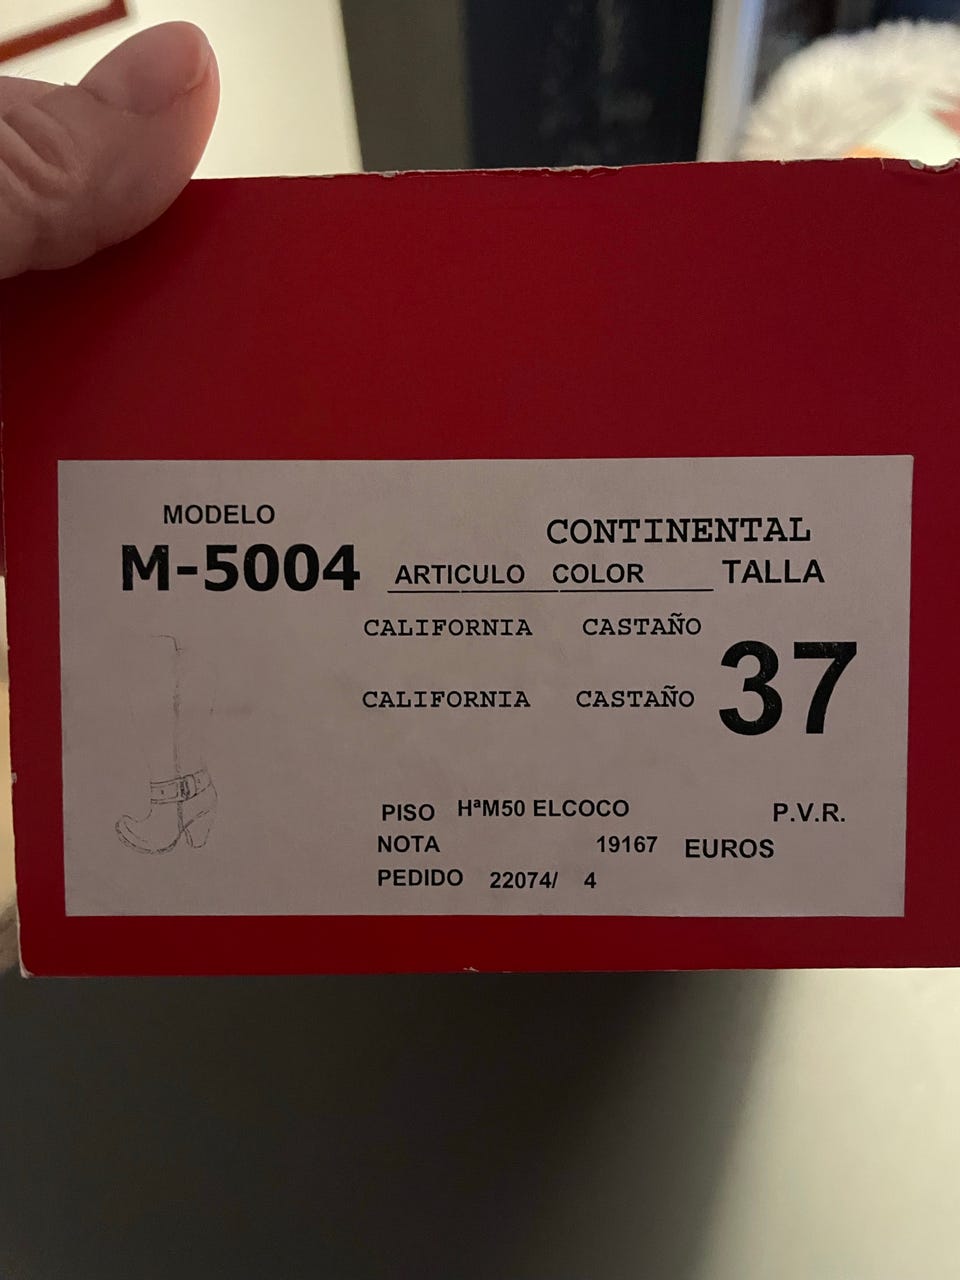 MODELO
CONTINENTAL
M-5004 ARTICULO COLOR TALLA
CALIFORNIA CASTAÑO
37
CALIFORNIA CASTAÑO
PISO HªM50 ELCOCO P.V.R.
NOTA 19167 EUROS
PEDIDO 22074/ 4